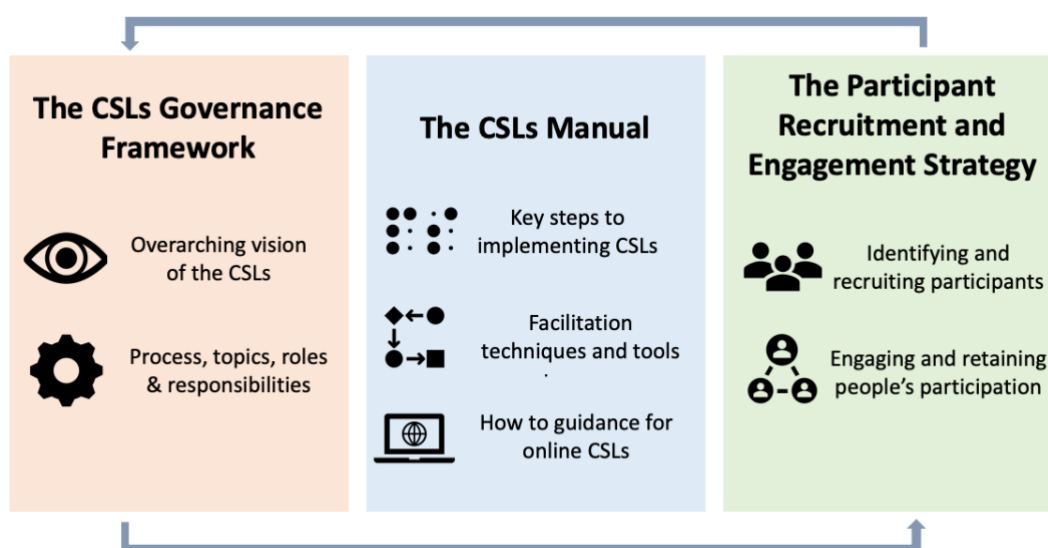 The CSLs Governance
Framework
Overarching vision
of the CSLs
Process, topics, roles
& responsibilities
The CSLs Manual
Key steps to
implementing CSLs
Facilitation
techniques and tools
How to guidance for
online CSLs
The Participant
Recruitment and
Engagement Strategy
Identifying and
recruiting participants
Engaging and retaining
people's participation